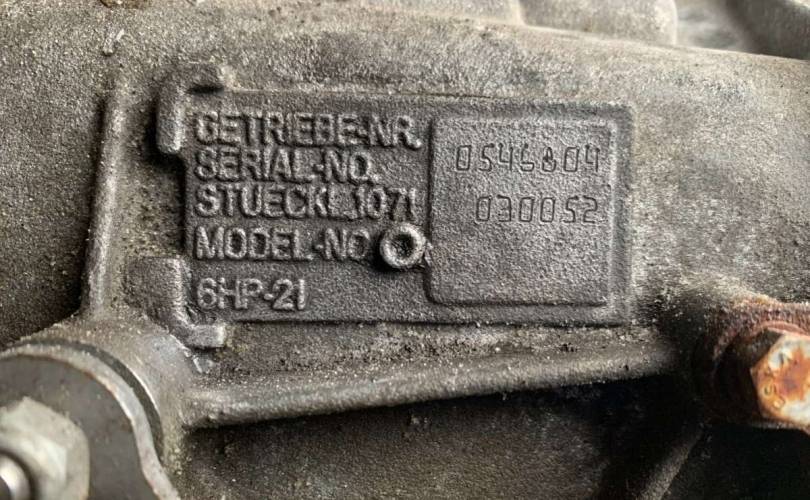 GETRIEBE-NR.
SERIAL-NO. 0546804
STUECKL.1071 030052
MODEL-NO
6HP-21